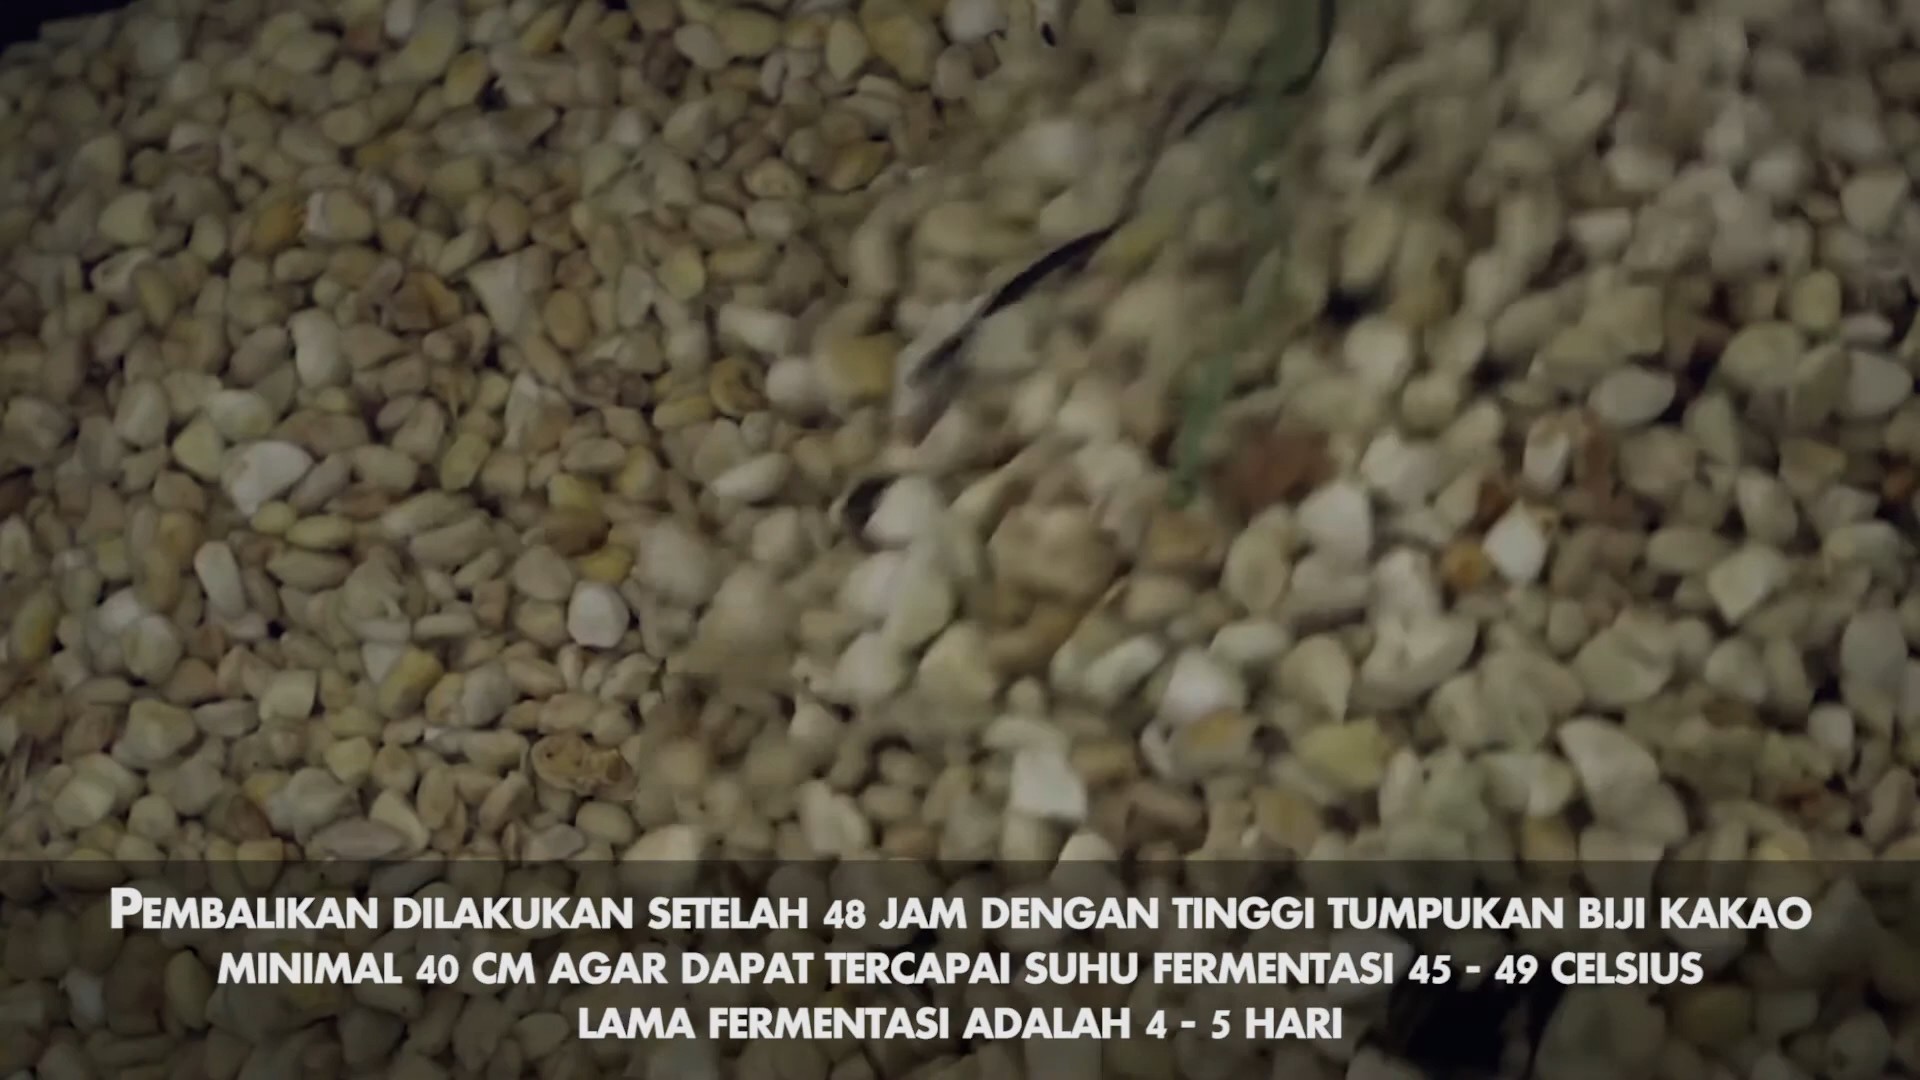 PEMBALIKAN DILAKUKAN SETELAH 48 JAM DENGAN TINGGI TUMPUKAN BIJI KAKAO
MINIMAL 40 CM AGAR DAPAT TERCAPAI SUHU FERMENTASI 45 - 49 CELSIUS
LAMA FERMENTASI ADALAH 4 - 5 HARI